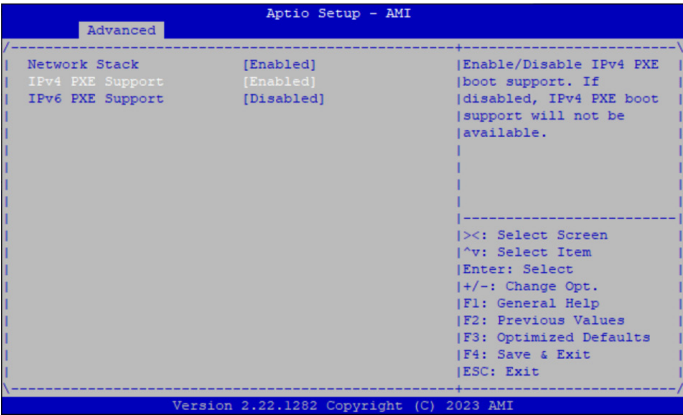 Aptio Setup - AMI
Advanced
Network Stack [Enabled]
IPv4 PXE Support [Enabled]
IPv6 PXE Support [Disabled]
Enable/Disable IPv4 PXE
boot support. If
disabled, IPv4 PXE boot
support will not be
available.
><: Select Screen
^v: Select Item
Enter: Select
+/-: Change Opt.
F1: General Help
F2: Previous Values
F3: Optimized Defaults
F4: Save & Exit
ESC: Exit
Version 2.22.1282 Copyright (C) 2023 AMI